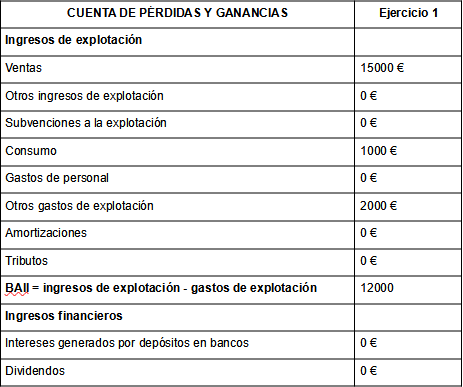 CUENTA DE PÉRDIDAS Y GANANCIAS Ejercicio 1
Ingresos de explotación
Ventas 15000 €
Otros ingresos de explotación 0 €
Subvenciones a la explotación 0 €
Consumo 1000 €
Gastos de personal 0 €
Otros gastos de explotación 2000 €
Amortizaciones 0 €
Tributos 0 €
BAII = ingresos de explotación - gastos de explotación 12000
Ingresos financieros
Intereses generados por depósitos en bancos 0 €
Dividendos 0 €